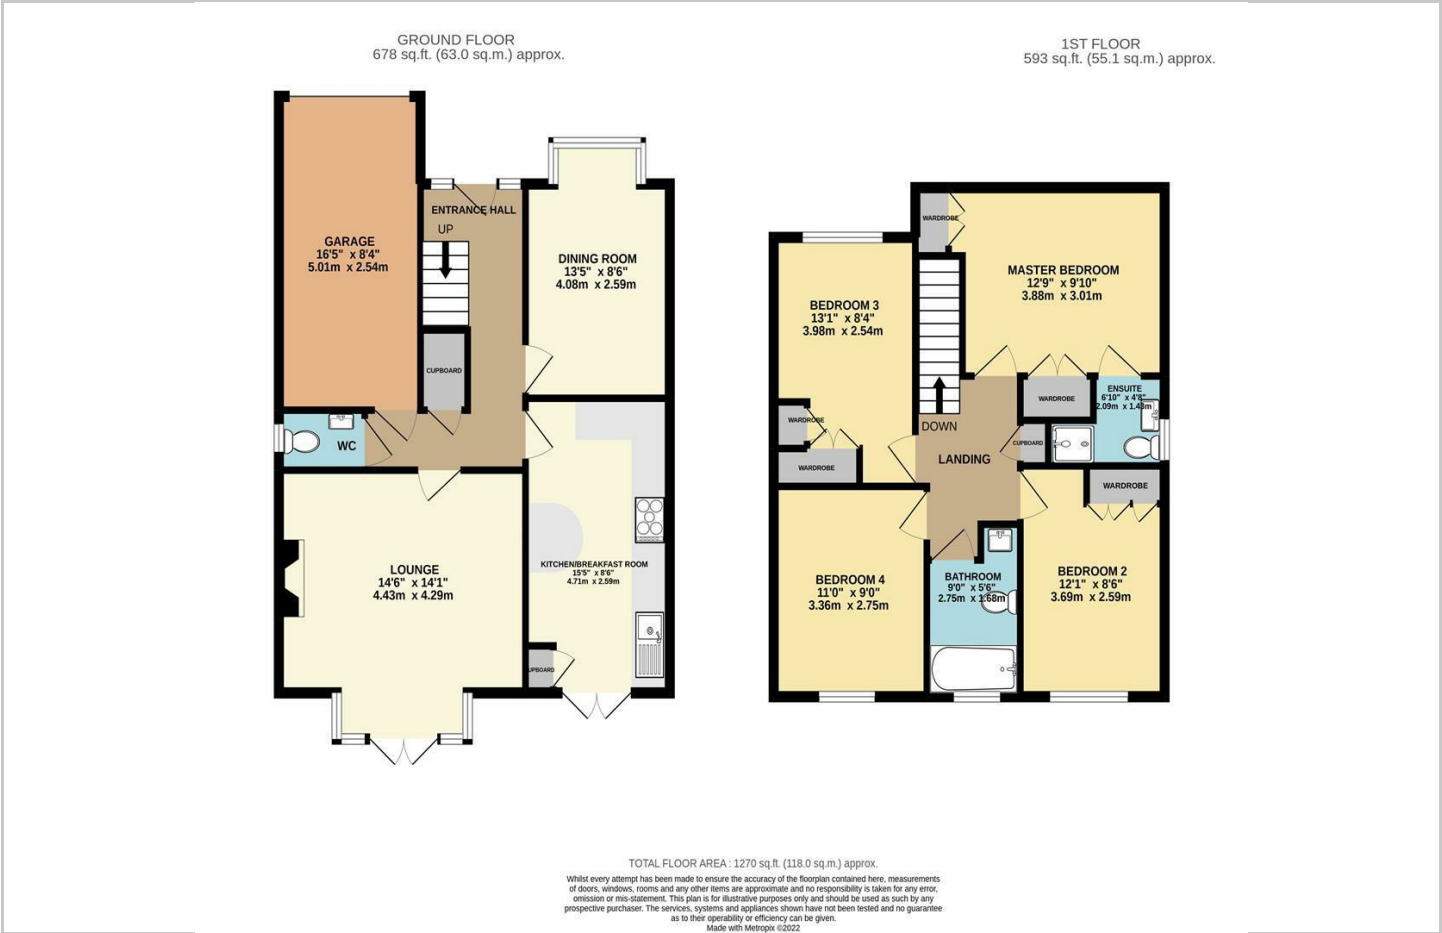 GROUND FLOOR
678 sq.ft. (63.0 sq.m.) approx.
1ST FLOOR
593 sq.ft. (55.1 sq.m.) approx.
ENTRANCE HALL
UP
GARAGE
16'5" x 8'4"
5.01m x 2.54m
DINING ROOM
13'5" x 8'6"
4.08m x 2.59m
CUPBOARD
WC
LOUNGE
14'6" x 14'1"
4.43m x 4.29m
KITCHEN/BREAKFAST ROOM
15'5" x 8'6"
4.71m x 2.59m
UPBOARD
WARDROBE
MASTER BEDROOM
12'9" x 9'10"
3.88m x 3.01m
BEDROOM 3
13'1" x 8'4"
3.98m x 2.54m
ENSUITE
6'10" x 4'8"
2.09m x 1.43m
WARDROBE
WARDROBE
DOWN
CUPBOARD
LANDING
WARDROBE
WARDROBE
BEDROOM 4
11'0" x 9'0"
3.36m x 2.75m
BATHROOM
9'0" x 5'6"
2.75m x 1.68m
BEDROOM 2
12'1" x 8'6"
3.69m x 2.59m
TOTAL FLOOR AREA : 1270 sq.ft. (118.0 sq.m.) approx.
Whilst every attempt has been made to ensure the accuracy of the floorplan contained here, measurements
of doors, windows, rooms and any other items are approximate and no responsibility is taken for any error,
omission or mis-statement. This plan is for illustrative purposes only and should be used as such by any
prospective purchaser. The services, systems and appliances shown have not been tested and no guarantee
as to their operability or efficiency can be given.
Made with Metropix ©2022